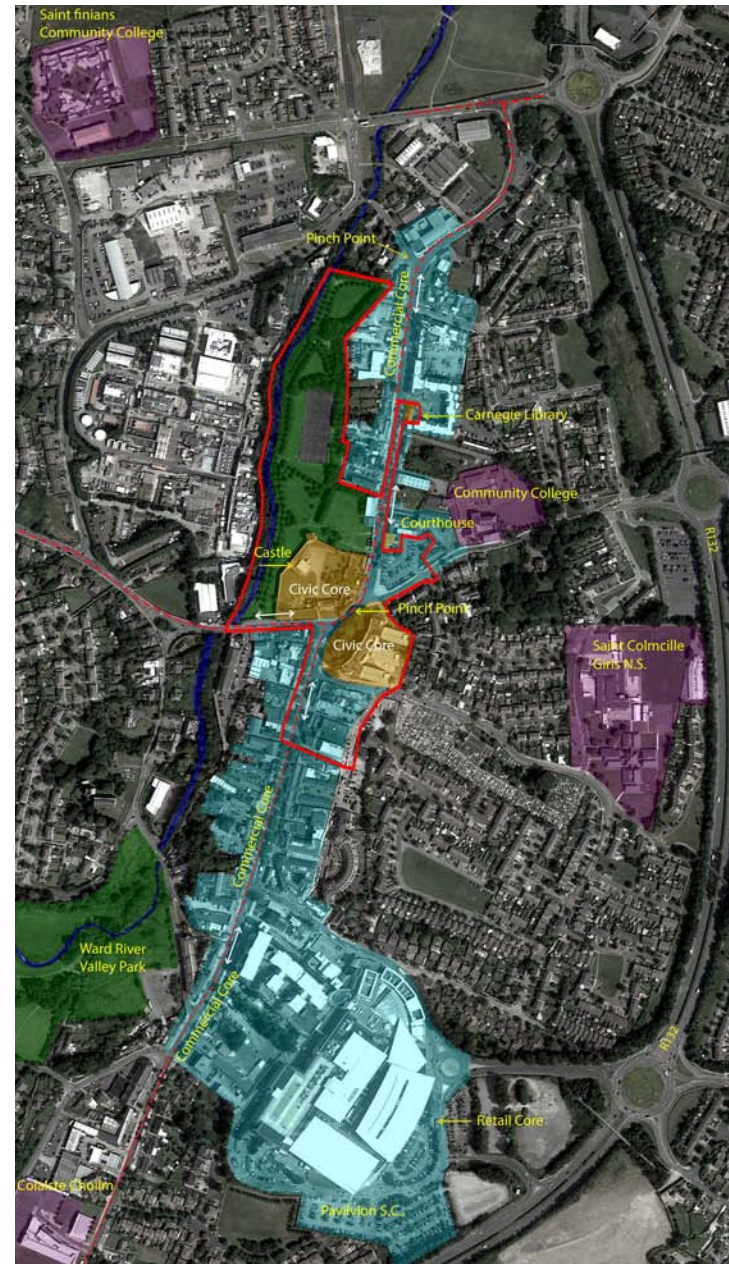 Saint finians
Community College
Pinch Point
Commercial Core
Carnegie Library
Community College
Courthouse
R132
Castle
Civic Core
Pinch Point
Civic Core
Saint Colmcille
Girls N.S.
Commercial Core
Ward River
Valley Park
Commercial Core
R132
Retail Core
Colaiste Choilm
Pavilvion S.C.